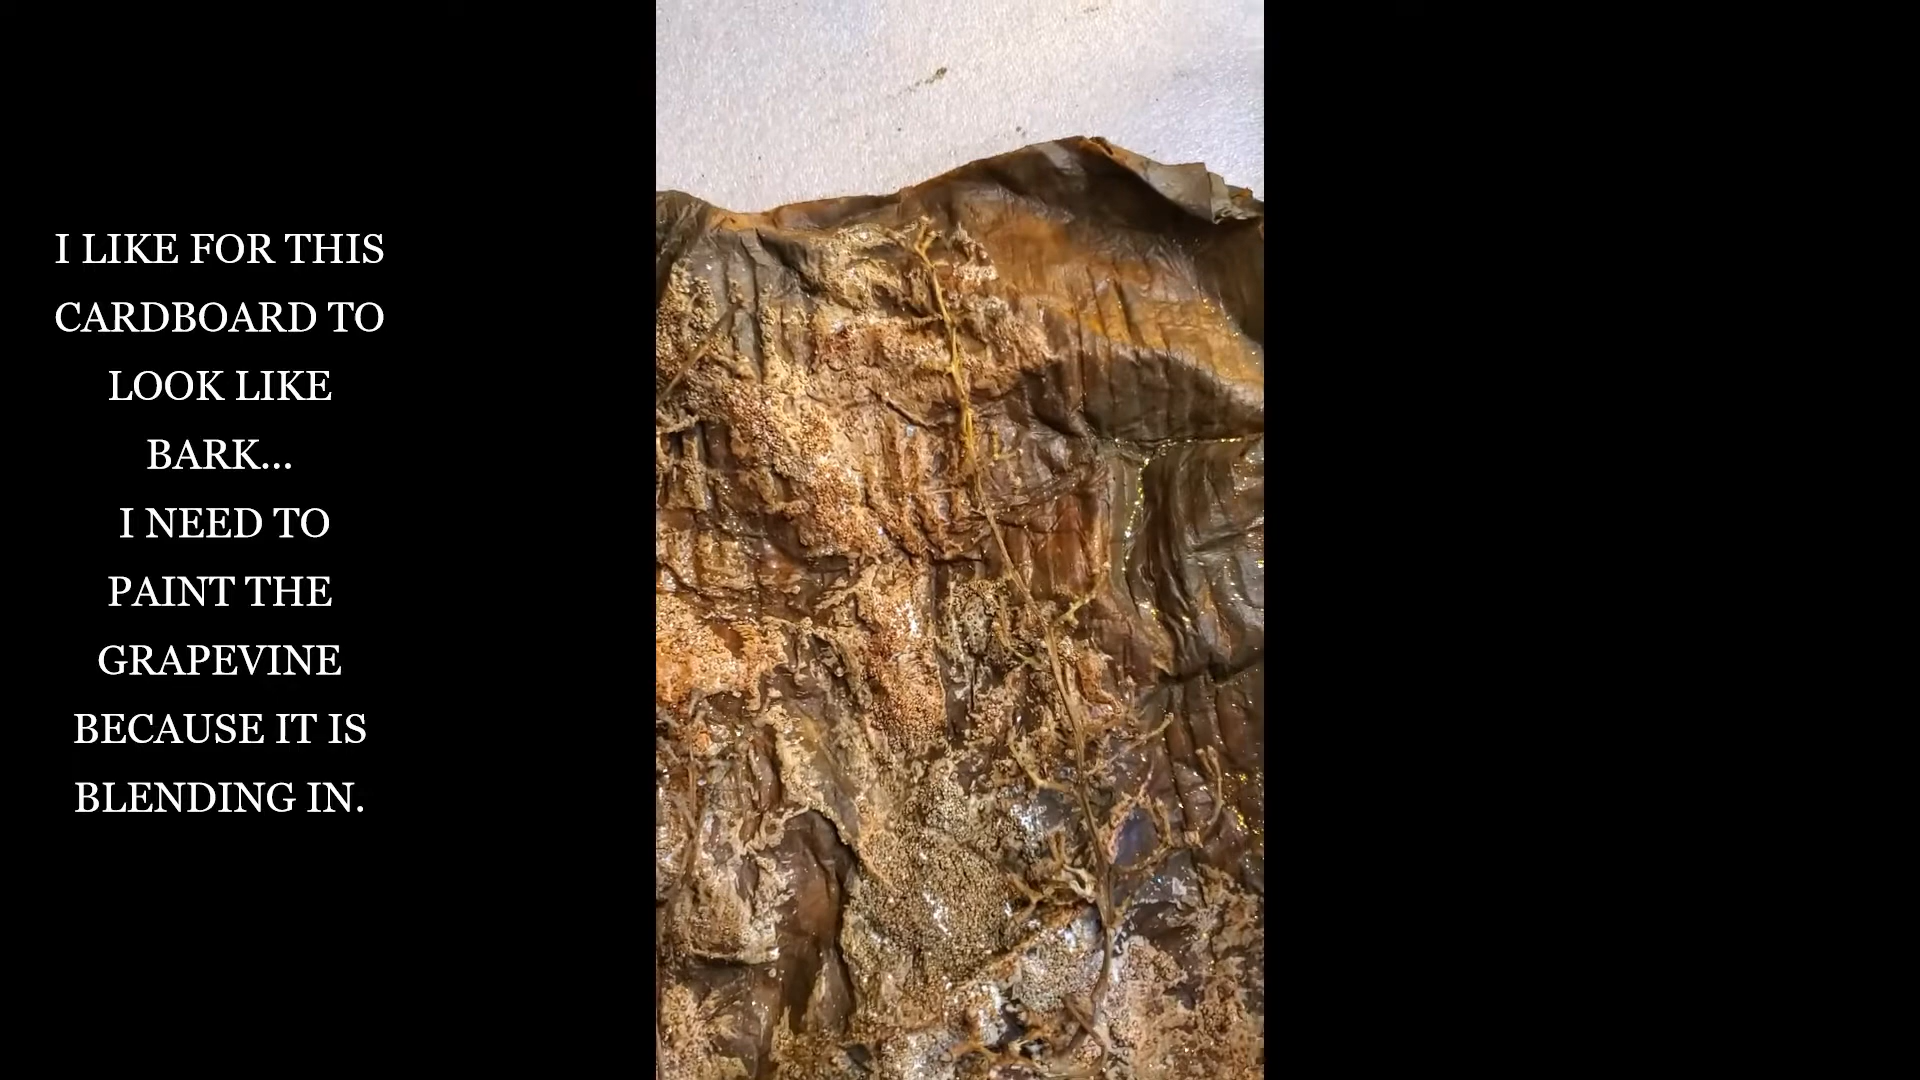 I LIKE FOR THIS
CARDBOARD TO
LOOK LIKE
BARK...
I NEED TO
PAINT THE
GRAPEVINE
BECAUSE IT IS
BLENDING IN.